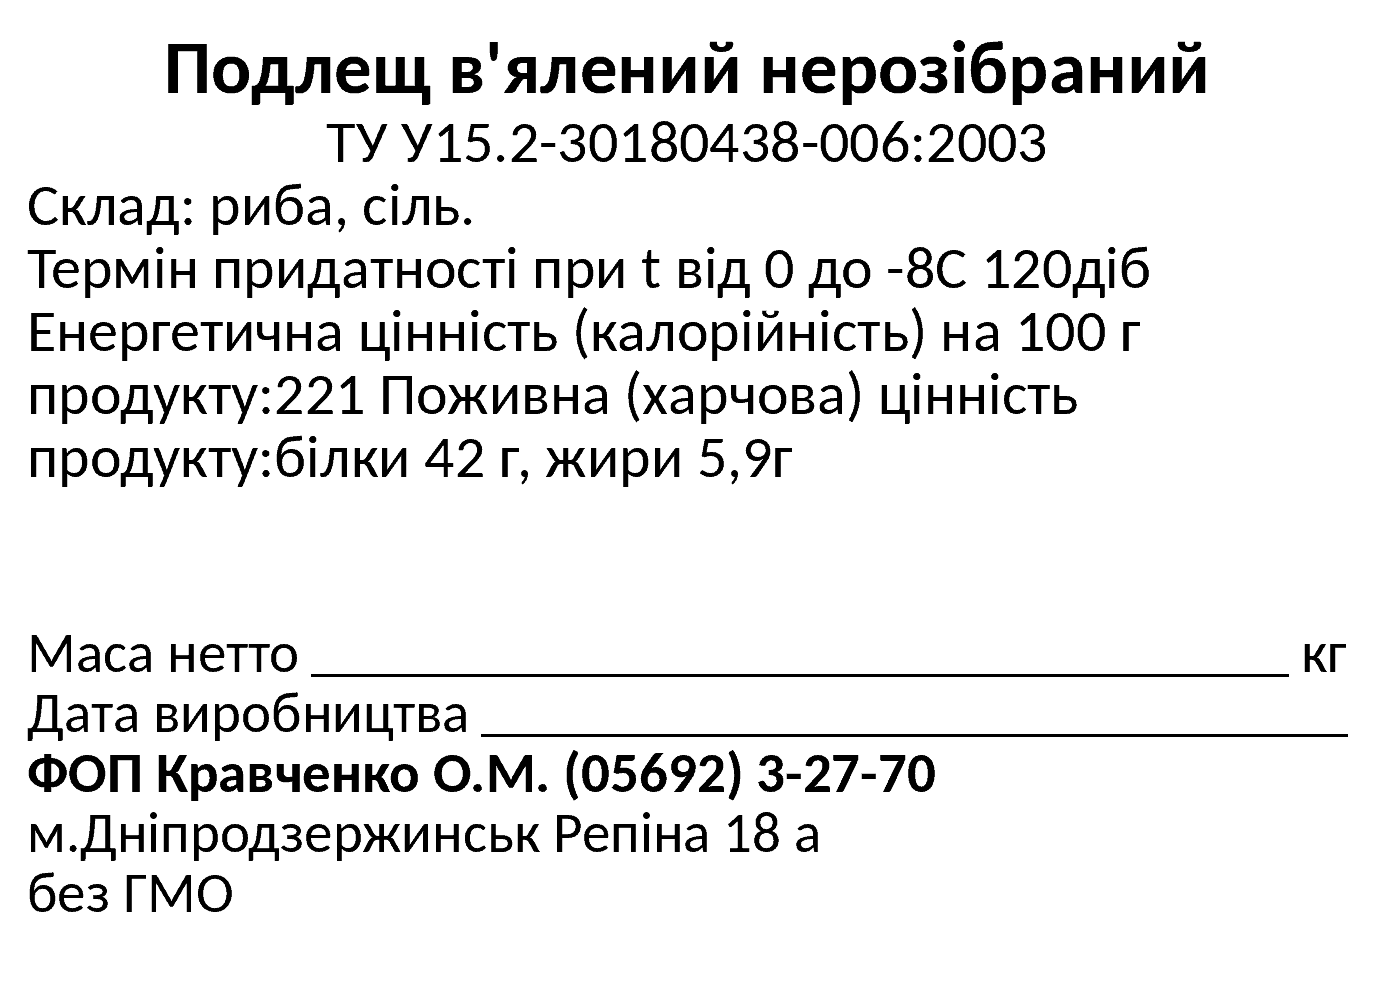 Подлещ в'ялений нерозібраний
ТУ У15.2-30180438-006:2003
Склад: риба, сіль.
Термін придатності при t від 0 до -8С 120діб
Енергетична цінність (калорійність) на 100 г
продукту:221 Поживна (харчова) цінність
продукту:білки 42 г, жири 5,9г
Маса нетто ______________________________ кг
Дата виробництва ___________________________
ФОП Кравченко О.М. (05692) 3-27-70
м.Дніпродзержинськ Репіна 18 а
без ГМО